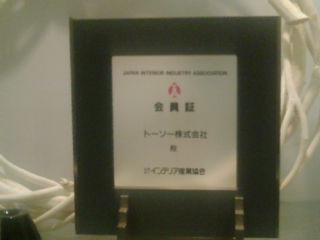 JAPAN INTERIOR INDUSTRY ASSOCIATION
会員証
トーソー株式会社
殿
インテリア産業協会